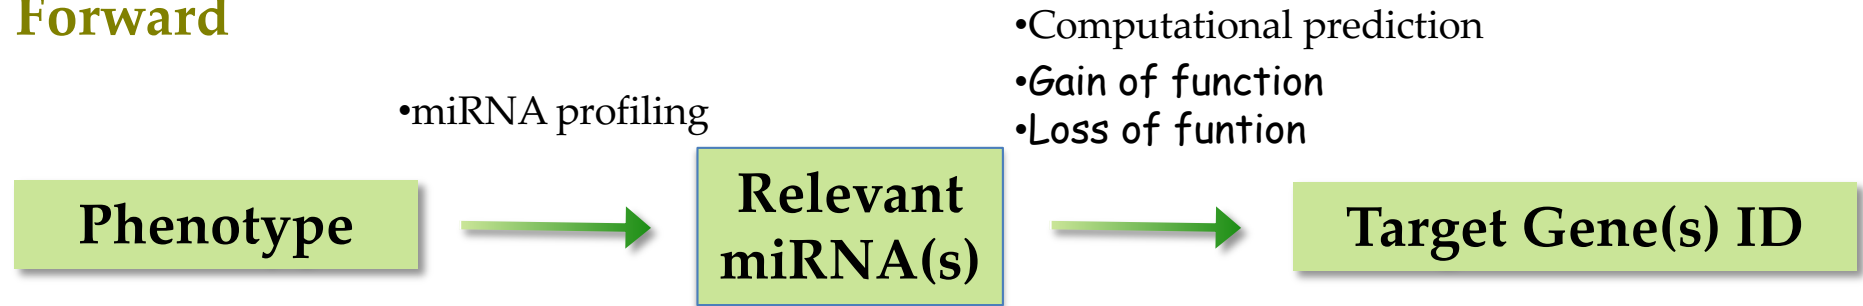 Forward
•Computational prediction
•Gain of function
•Loss of funtion
•miRNA profiling
Phenotype
Relevant
miRNA(s)
Target Gene(s) ID